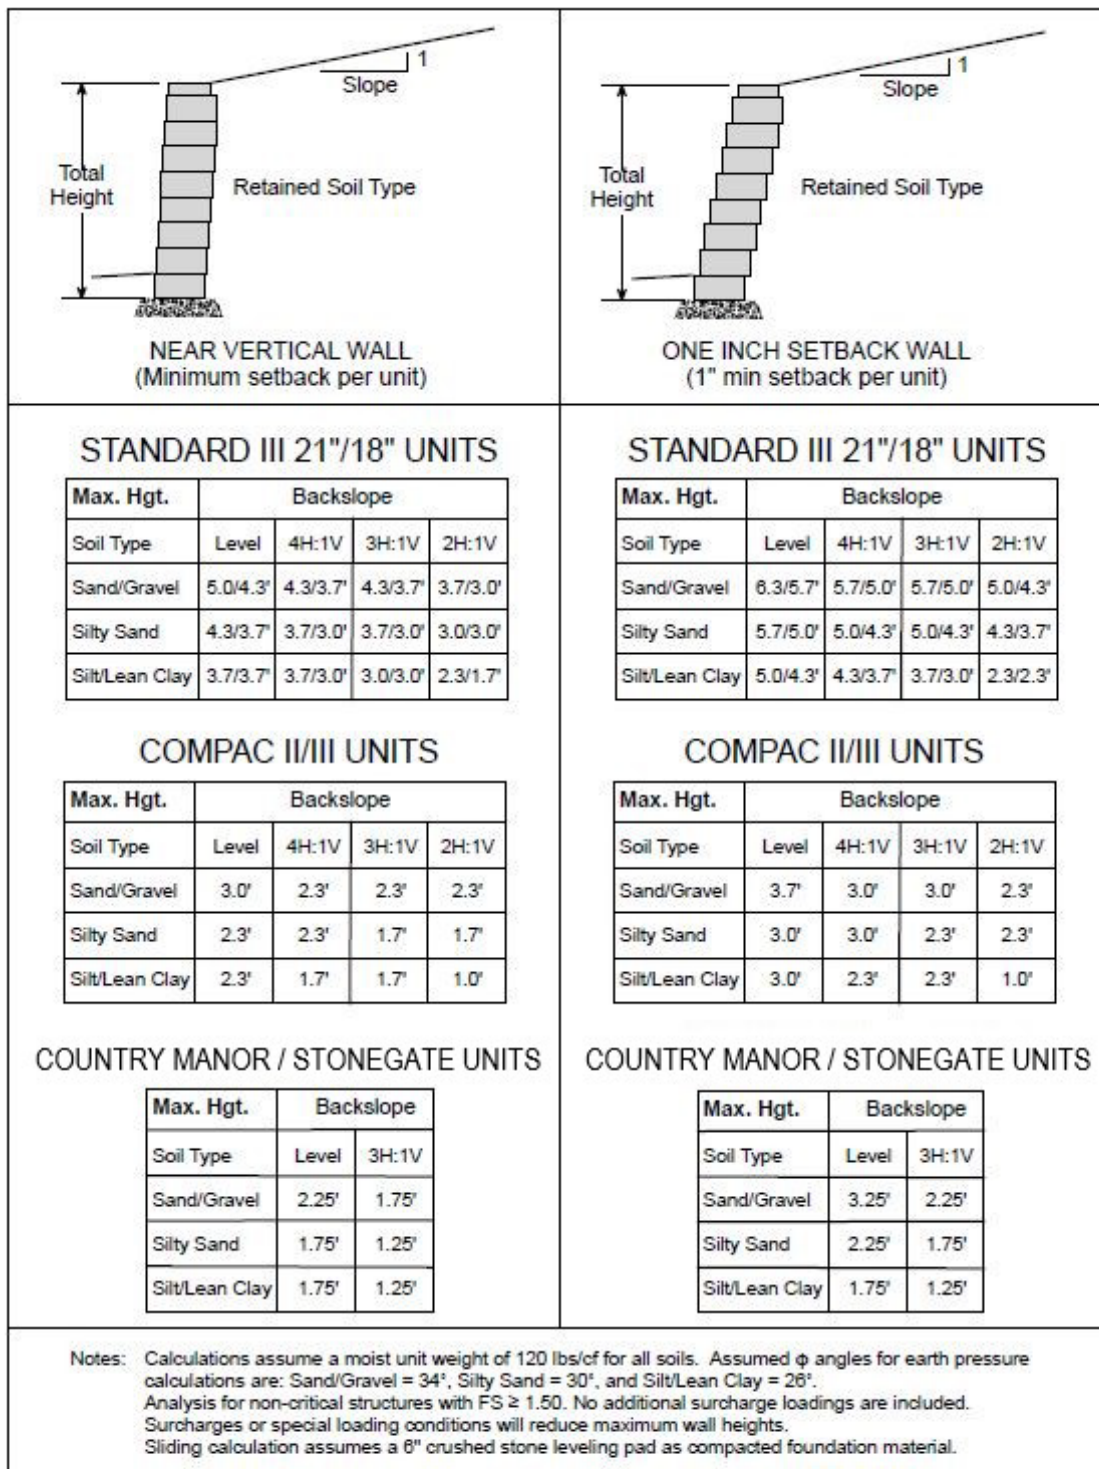 1
Slope
Total
Height
Retained Soil Type
NEAR VERTICAL WALL
(Minimum setback per unit)
1
Slope
Total
Height
Retained Soil Type
ONE INCH SETBACK WALL
(1" min setback per unit)
STANDARD III 21"/18" UNITS
Max. Hgt. Backslope
Soil Type Level 4H:1V 3H:1V 2H:1V
Sand/Gravel 5.0/4.3' 4.3/3.7' 4.3/3.7' 3.7/3.0'
Silty Sand 4.3/3.7' 3.7/3.0' 3.7/3.0' 3.0/3.0'
Silt/Lean Clay 3.7/3.7' 3.7/3.0' 3.0/3.0' 2.3/1.7'
COMPAC II/III UNITS
Max. Hgt. Backslope
Soil Type Level 4H:1V 3H:1V 2H:1V
Sand/Gravel 3.0' 2.3' 2.3' 2.3'
Silty Sand 2.3' 2.3' 1.7' 1.7'
Silt/Lean Clay 2.3' 1.7' 1.7' 1.0'
COUNTRY MANOR / STONEGATE UNITS
Max. Hgt. Backslope
Soil Type Level 3H:1V
Sand/Gravel 2.25' 1.75'
Silty Sand 1.75' 1.25'
Silt/Lean Clay 1.75' 1.25'
STANDARD III 21"/18" UNITS
Max. Hgt. Backslope
Soil Type Level 4H:1V 3H:1V 2H:1V
Sand/Gravel 6.3/5.7' 5.7/5.0' 5.7/5.0' 5.0/4.3'
Silty Sand 5.7/5.0' 5.0/4.3' 5.0/4.3' 4.3/3.7'
Silt/Lean Clay 5.0/4.3' 4.3/3.7' 3.7/3.0' 2.3/2.3'
COMPAC II/III UNITS
Max. Hgt. Backslope
Soil Type Level 4H:1V 3H:1V 2H:1V
Sand/Gravel 3.7' 3.0' 3.0' 2.3'
Silty Sand 3.0' 3.0' 2.3' 2.3'
Silt/Lean Clay 3.0' 2.3' 2.3' 1.0'
COUNTRY MANOR / STONEGATE UNITS
Max. Hgt. Backslope
Soil Type Level 3H:1V
Sand/Gravel 3.25' 2.25'
Silty Sand 2.25' 1.75'
Silt/Lean Clay 1.75' 1.25'
Notes: Calculations assume a moist unit weight of 120 lbs/cf for all soils. Assumed ϕ angles for earth pressure
calculations are: Sand/Gravel = 34°, Silty Sand = 30°, and Silt/Lean Clay = 26°.
Analysis for non-critical structures with FS ≥ 1.50. No additional surcharge loadings are included.
Surcharges or special loading conditions will reduce maximum wall heights.
Sliding calculation assumes a 6" crushed stone leveling pad as compacted foundation material.